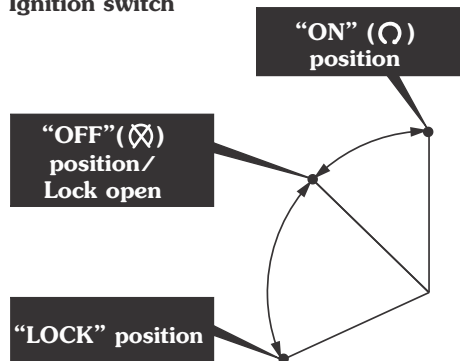 Ignition switch
“ON” (∩)
position
“OFF”(⊗)
position/
Lock open
“LOCK” position